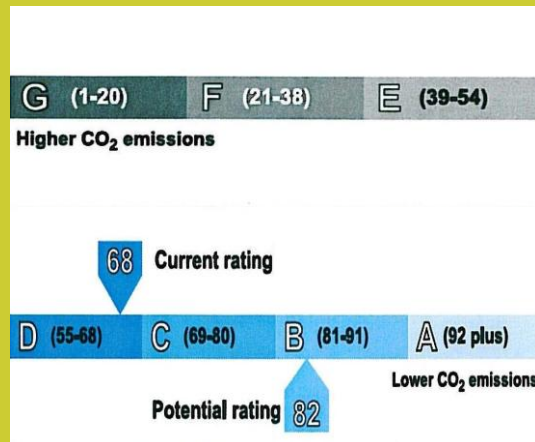 G (1-20) F (21-38) E (39-54)
Higher CO₂ emissions
68 Current rating
D (55-68) C (69-80) B (81-91) A (92 plus)
Lower CO₂ emissions
Potential rating 82